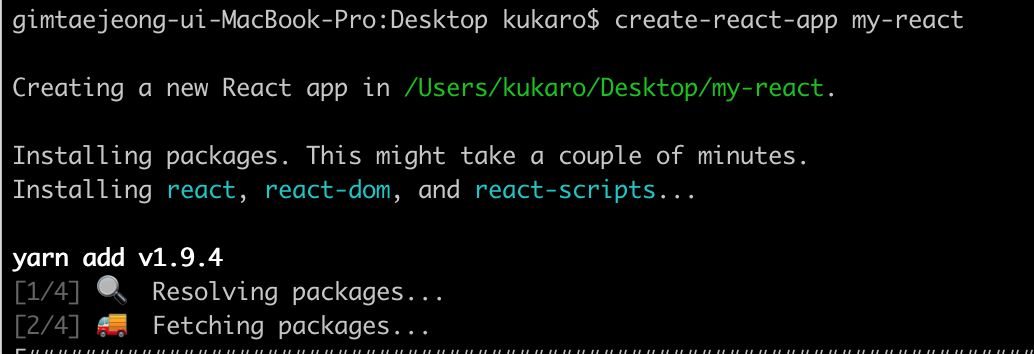 gimtaejeong-ui-MacBook-Pro:Desktop kukaro$ create-react-app my-react
Creating a new React app in /Users/kukaro/Desktop/my-react.
Installing packages. This might take a couple of minutes.
Installing react, react-dom, and react-scripts...
yarn add v1.9.4
[1/4] 🔍 Resolving packages...
[2/4] 🚚 Fetching packages...